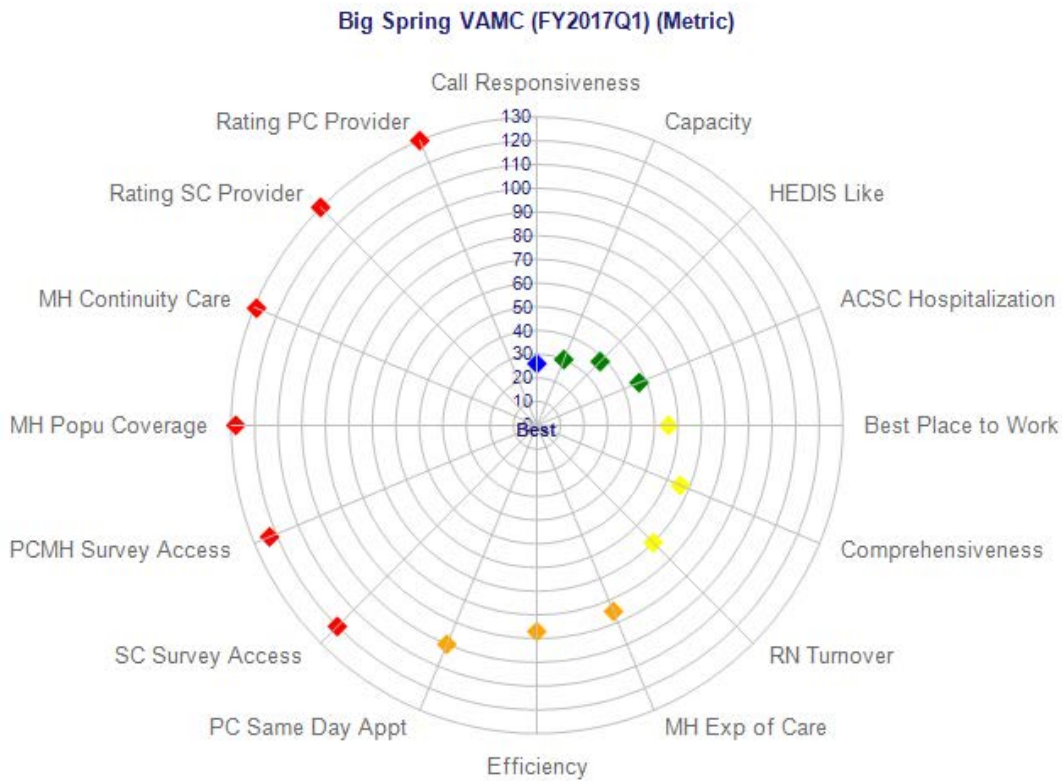 Big Spring VAMC (FY2017Q1) (Metric)
Call Responsiveness
Rating PC Provider
130
Capacity
120
110
Rating SC Provider
100
HEDIS Like
90
80
70
MH Continuity Care
60
ACSC Hospitalization
50
40
30
20
10
MH Popu Coverage
0
Best
Best Place to Work
PCMH Survey Access
Comprehensiveness
SC Survey Access
RN Turnover
PC Same Day Appt
MH Exp of Care
Efficiency